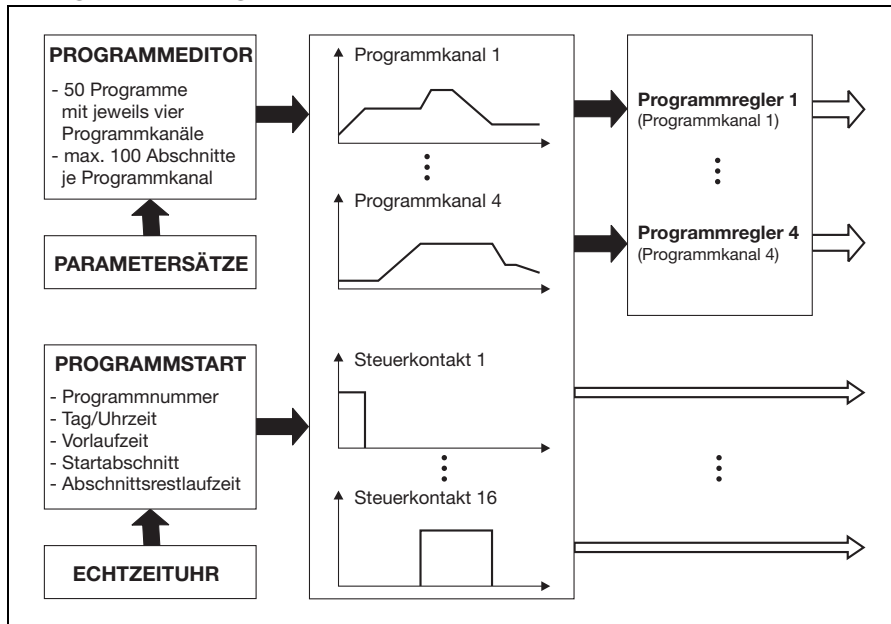 PROGRAMMEDITOR
- 50 Programme
mit jeweils vier
Programmkanäle
- max. 100 Abschnitte
je Programmkanal
PARAMETERSÄTZE
PROGRAMMSTART
- Programmnummer
- Tag/Uhrzeit
- Vorlaufzeit
- Startabschnitt
- Abschnittsrestlaufzeit
ECHTZEITUHR
Programmkanal 1
Programmkanal 4
Steuerkontakt 1
Steuerkontakt 16
Programmregler 1
(Programmkanal 1)
Programmregler 4
(Programmkanal 4)